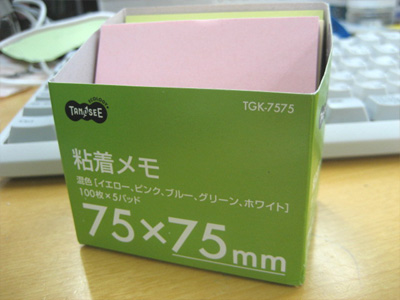 TGK-7575
TANOSEE
粘着メモ
混色[イエロー、ピンク、ブルー、グリーン、ホワイト]
100枚×5パッド
75×75mm